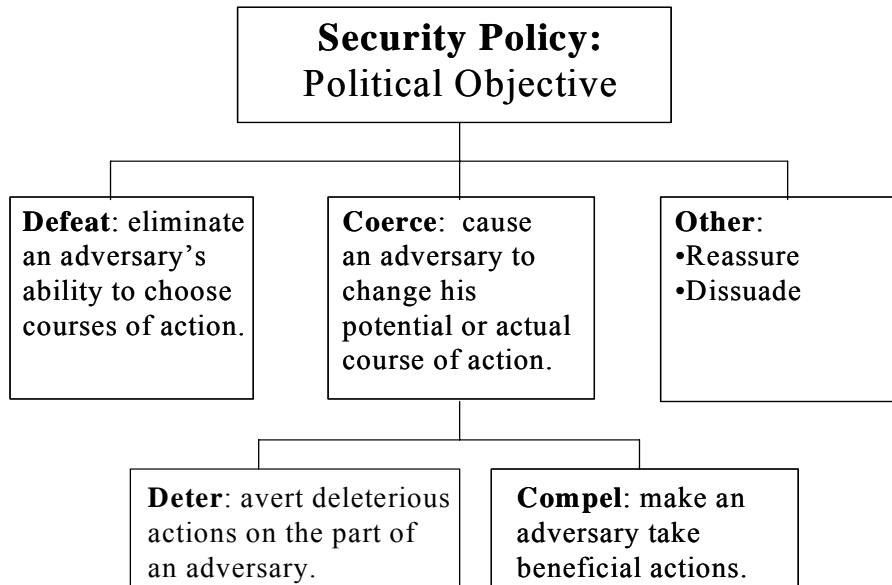 Security Policy:
Political Objective
Defeat: eliminate
an adversary’s
ability to choose
courses of action.
Coerce: cause
an adversary to
change his
potential or actual
course of action.
Other:
•Reassure
•Dissuade
Deter: avert deleterious
actions on the part of
an adversary.
Compel: make an
adversary take
beneficial actions.